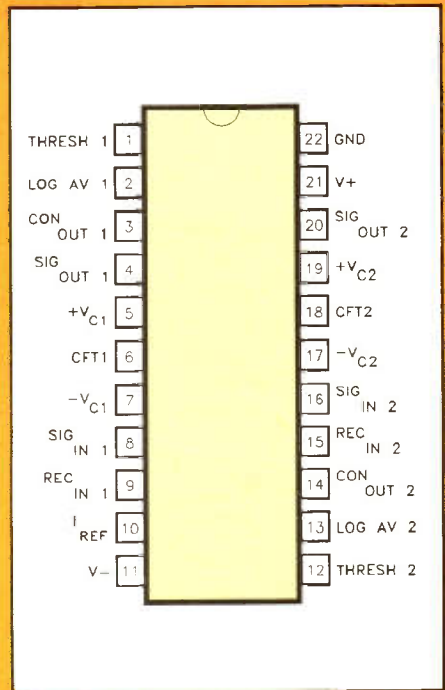 THRESH 1 1
LOG AV 1 2
CON OUT 1 3
SIG OUT 1 4
+VC1 5
CFT1 6
-VC1 7
SIG IN 1 8
REC IN 1 9
I REF 10
V- 11
22 GND
21 V+
20 SIG OUT 2
19 +VC2
18 CFT2
17 -VC2
16 SIG IN 2
15 REC IN 2
14 CON OUT 2
13 LOG AV 2
12 THRESH 2